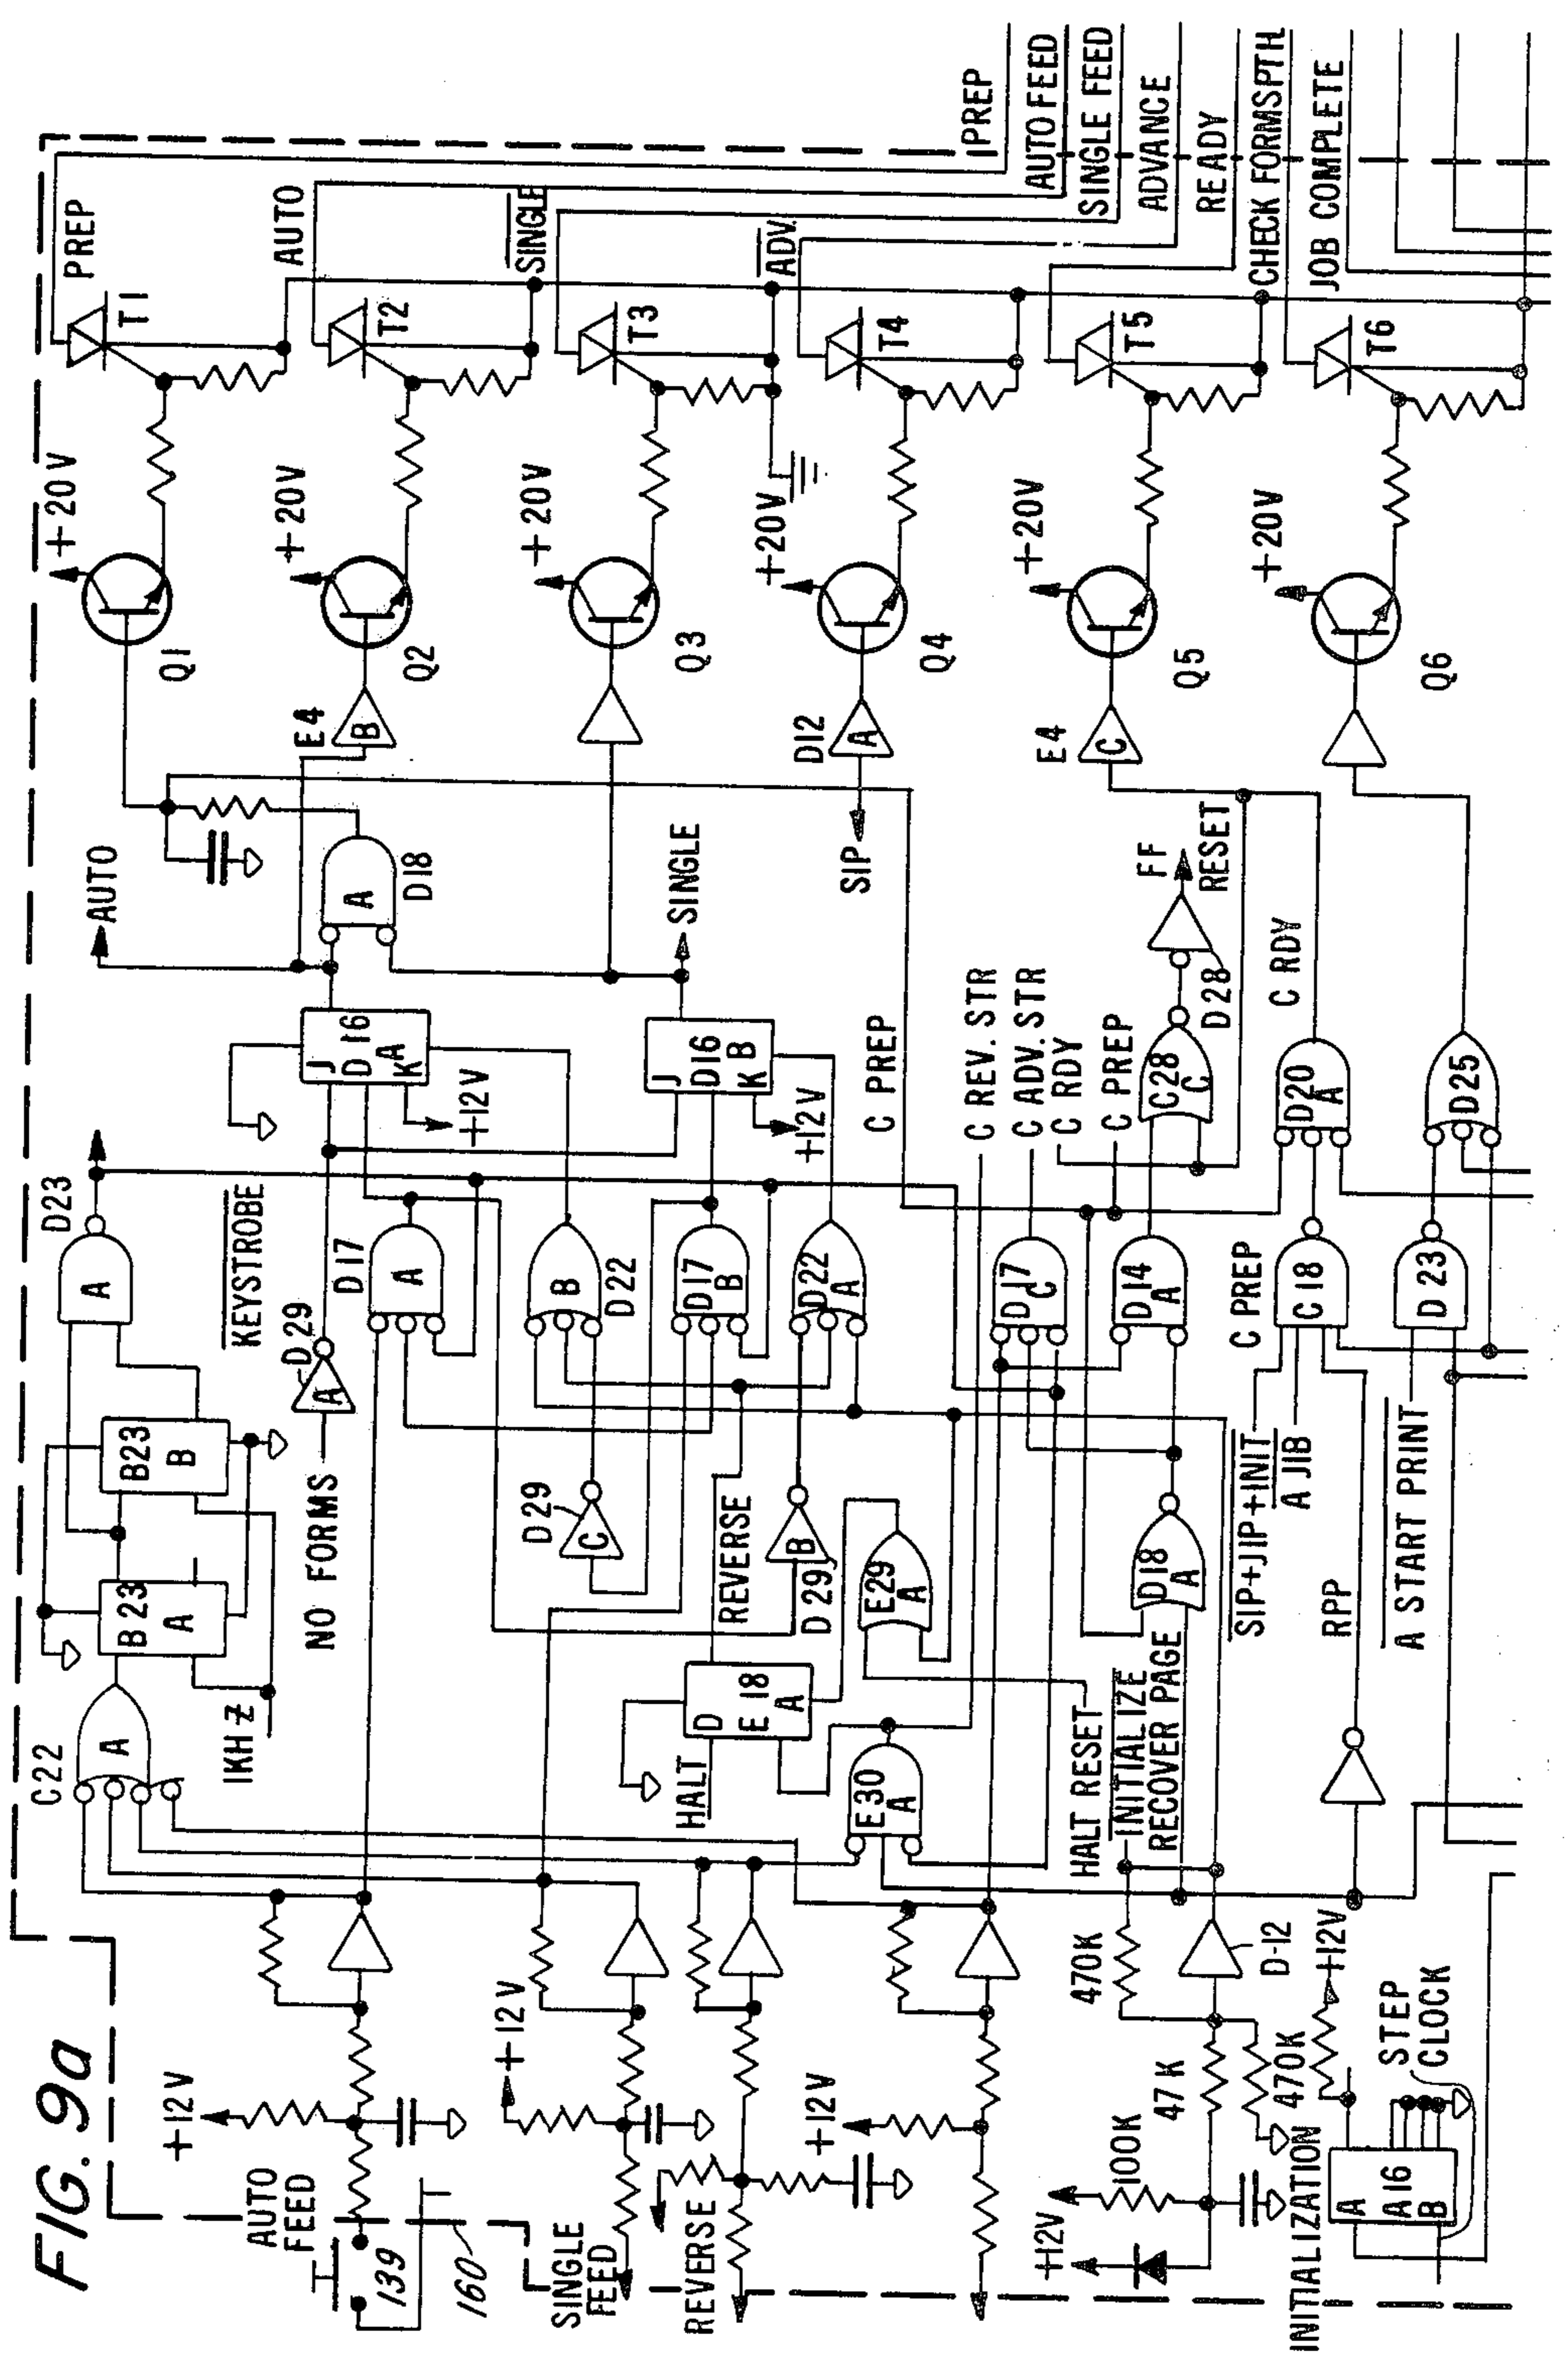 FIG. 9a
+12V
AUTO
FEED
139
160
C22
A
B23
A
B23
B
1KHZ
D23
A
KEYSTROBE
NO FORMS
D29
A
D17
A
AUTO
J
D16
A
K
+12V
D18
A
E4
B
Q1
+20V
PREP
T1
Q2
+20V
AUTO
T2
SINGLE
FEED
+12V
D29
C
B
D22
D17
B
J
D16
K B
+12V
SINGLE
Q3
+20V
SINGLE
T3
REVERSE
REVERSE
D29
B
D22
A
C PREP
HALT
D
E18
A
E29
A
SIP
D12
A
Q4
+20V
ADV.
T4
+12V
E30
A
HALT RESET
INITIALIZE
RECOVER PAGE
D17
C
D14
A
D18
A
C REV. STR
C ADV. STR
C RDY
C PREP
C28
C
D28
FF
RESET
E4
C
Q5
+20V
T5
+12V
100K
47K
470K
470K
D-12
INITIALIZATION
+12V
A
A16
B
STEP
CLOCK
RPP
SIP+JIP+INIT
A JIB
A START PRINT
C PREP
C18
D23
D20
A
D25
C RDY
Q6
+20V
T6
PREP
AUTO FEED
SINGLE FEED
ADVANCE
READY
CHECK FORMSPTH.
JOB COMPLETE